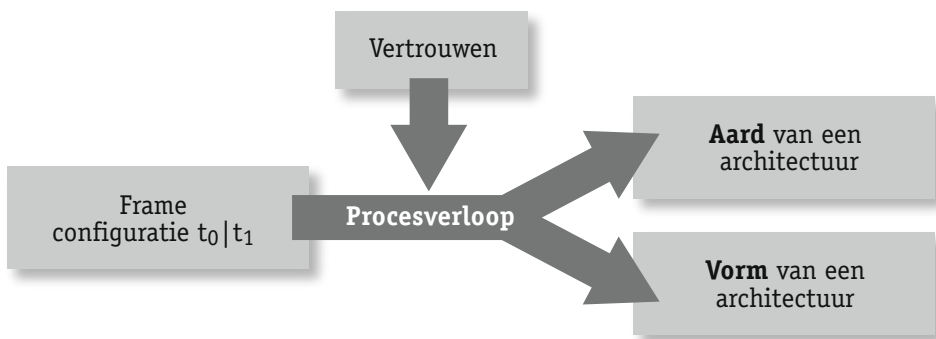 Vertrouwen
Frame
configuratie t₀|t₁
Procesverloop
Aard van een
architectuur
Vorm van een
architectuur